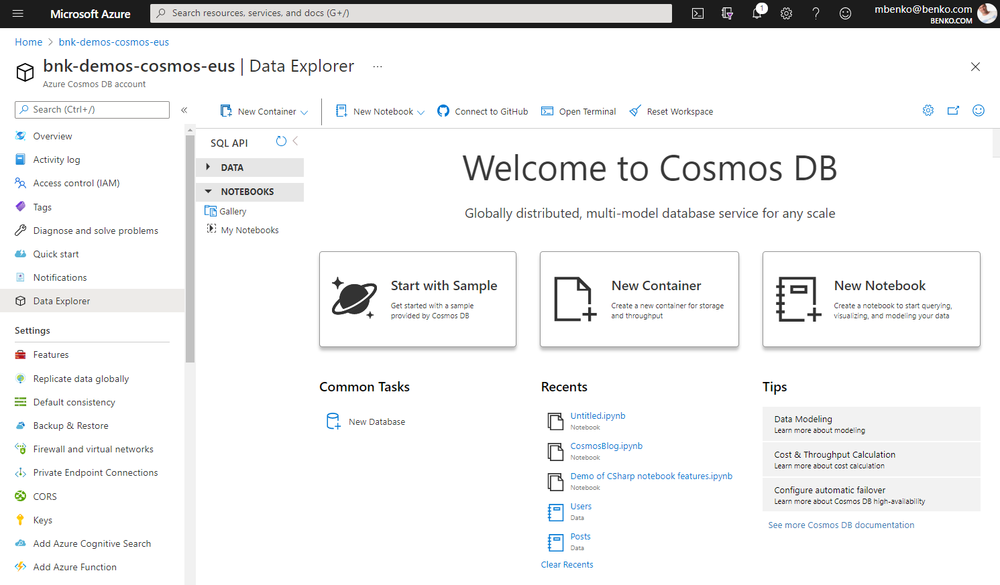 Microsoft Azure
Search resources, services, and docs (G+/)
1
mbenko@benko.com
BENKO.COM
Home > bnk-demos-cosmos-eus
bnk-demos-cosmos-eus | Data Explorer ...
Azure Cosmos DB account
Search (Ctrl+/)
Overview
Activity log
Access control (IAM)
Tags
Diagnose and solve problems
Quick start
Notifications
Data Explorer
Settings
Features
Replicate data globally
Default consistency
Backup & Restore
Firewall and virtual networks
Private Endpoint Connections
CORS
Keys
Add Azure Cognitive Search
Add Azure Function
New Container
New Notebook
Connect to GitHub
Open Terminal
Reset Workspace
SQL API
DATA
NOTEBOOKS
Gallery
My Notebooks
Welcome to Cosmos DB
Globally distributed, multi-model database service for any scale
Start with Sample
Get started with a sample
provided by Cosmos DB
New Container
Create a new container for storage
and throughput
New Notebook
Create a notebook to start querying,
visualizing, and modeling your data
Common Tasks
New Database
Recents
Untitled.ipynb
Notebook
CosmosBlog.ipynb
Notebook
Demo of CSharp notebook features.ipynb
Notebook
Users
Data
Posts
Data
Clear Recents
Tips
Data Modeling
Learn more about modeling
Cost & Throughput Calculation
Learn more about cost calculation
Configure automatic failover
Learn more about Cosmos DB high-availability
See more Cosmos DB documentation